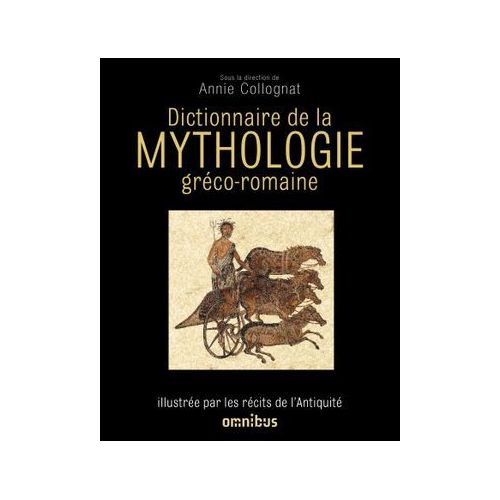 Sous la direction de
Annie Collognat
Dictionnaire de la
MYTHOLOGIE
gréco-romaine
illustrée par les récits de l'Antiquité
omnibus